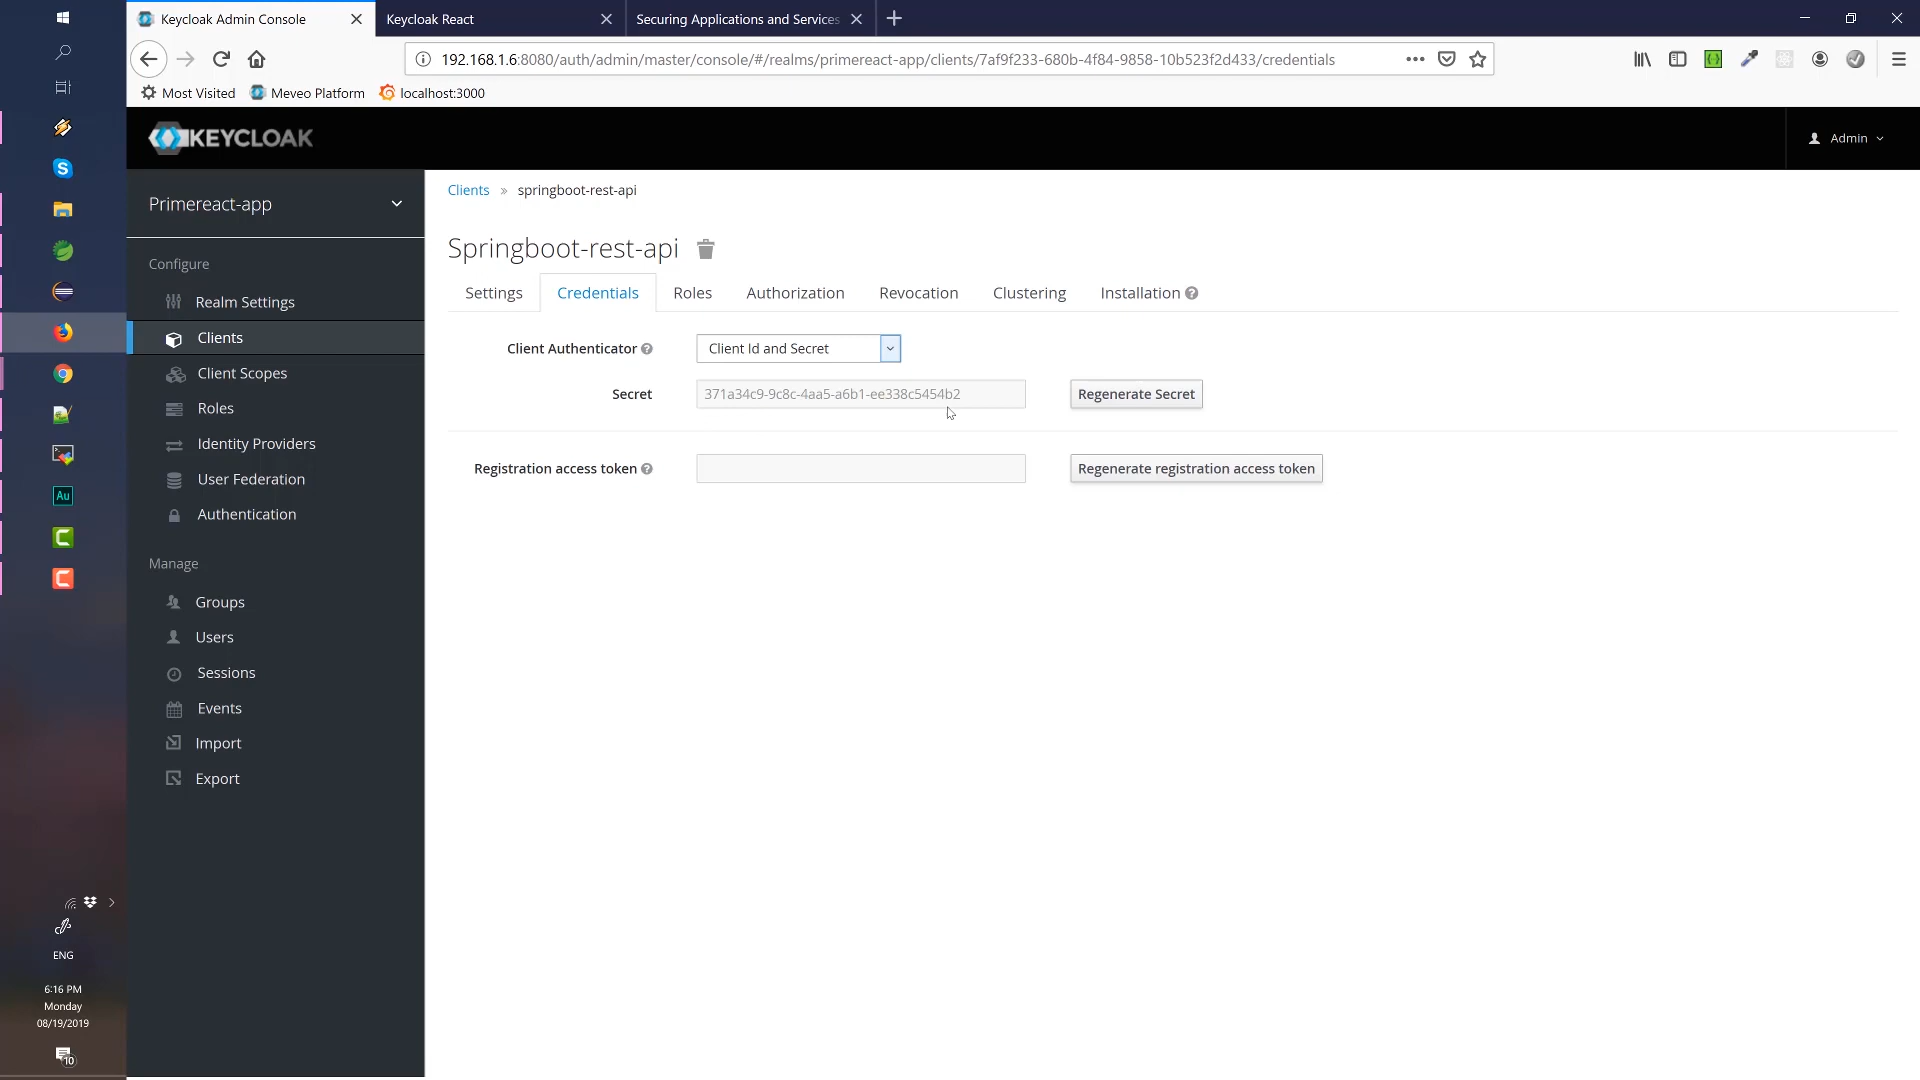 Keycloak Admin Console
Keycloak React
Securing Applications and Services
192.168.1.6:8080/auth/admin/master/console/#/realms/primereact-app/clients/7af9f233-680b-4f84-9858-10b523f2d433/credentials
Most Visited
Meveo Platform
localhost:3000
KEYCLOAK
Admin
Primereact-app
Configure
Realm Settings
Clients
Client Scopes
Roles
Identity Providers
User Federation
Authentication
Manage
Groups
Users
Sessions
Events
Import
Export
Clients » springboot-rest-api
Springboot-rest-api
Settings
Credentials
Roles
Authorization
Revocation
Clustering
Installation
Client Authenticator
Client Id and Secret
Secret
371a34c9-9c8c-4aa5-a6b1-ee338c5454b2
Regenerate Secret
Registration access token
Regenerate registration access token
Au
ENG
6:16 PM
Monday
08/19/2019
10